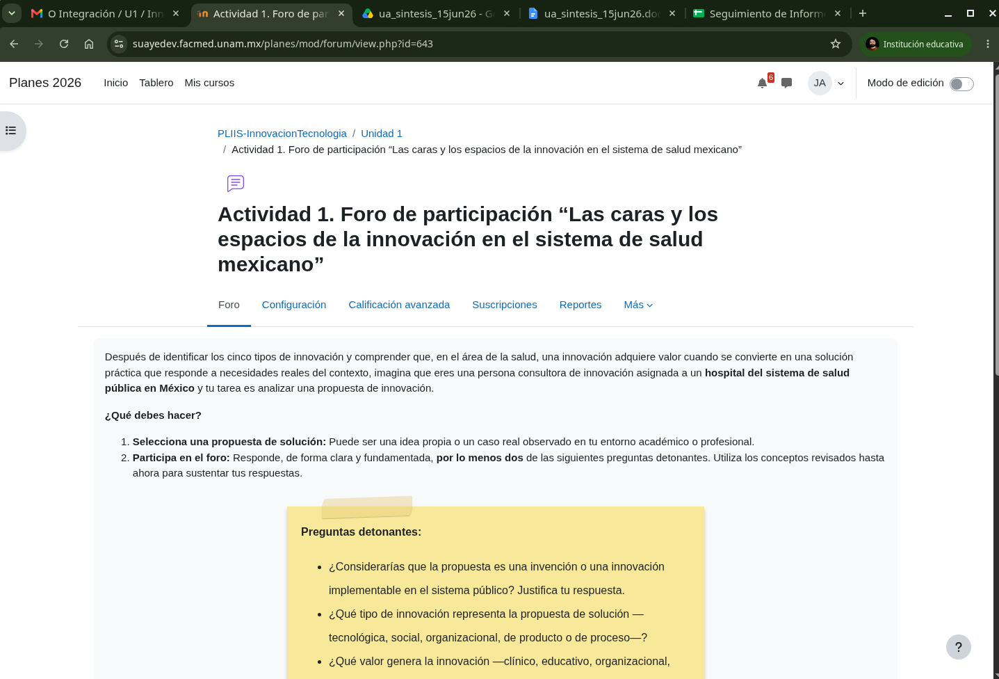 O Integración / U1 / Inn
Actividad 1. Foro de par
ua_sintesis_15jun26 - G
ua_sintesis_15jun26.do
Seguimiento de Inform
suayedev.facmed.unam.mx/planes/mod/forum/view.php?id=643
Institución educativa
Planes 2026
Inicio
Tablero
Mis cursos
6
JA
Modo de edición
PLIIS-InnovacionTecnologia / Unidad 1
/ Actividad 1. Foro de participación “Las caras y los espacios de la innovación en el sistema de salud mexicano”
Actividad 1. Foro de participación “Las caras y los
espacios de la innovación en el sistema de salud
mexicano”
Foro
Configuración
Calificación avanzada
Suscripciones
Reportes
Más
Después de identificar los cinco tipos de innovación y comprender que, en el área de la salud, una innovación adquiere valor cuando se convierte en una solución
práctica que responde a necesidades reales del contexto, imagina que eres una persona consultora de innovación asignada a un hospital del sistema de salud
pública en México y tu tarea es analizar una propuesta de innovación.
¿Qué debes hacer?
1. Selecciona una propuesta de solución: Puede ser una idea propia o un caso real observado en tu entorno académico o profesional.
2. Participa en el foro: Responde, de forma clara y fundamentada, por lo menos dos de las siguientes preguntas detonantes. Utiliza los conceptos revisados hasta
ahora para sustentar tus respuestas.
Preguntas detonantes:
• ¿Considerarías que la propuesta es una invención o una innovación
implementable en el sistema público? Justifica tu respuesta.
• ¿Qué tipo de innovación representa la propuesta de solución —
tecnológica, social, organizacional, de producto o de proceso—?
• ¿Qué valor genera la innovación —clínico, educativo, organizacional,
?